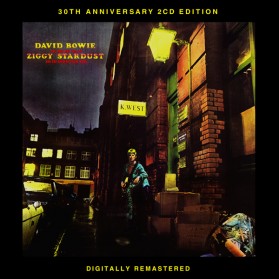 30TH ANNIVERSARY 2CD EDITION
DAVID BOWIE
ZIGGY STARDUST
K.WEST
DIGITALLY REMASTERED